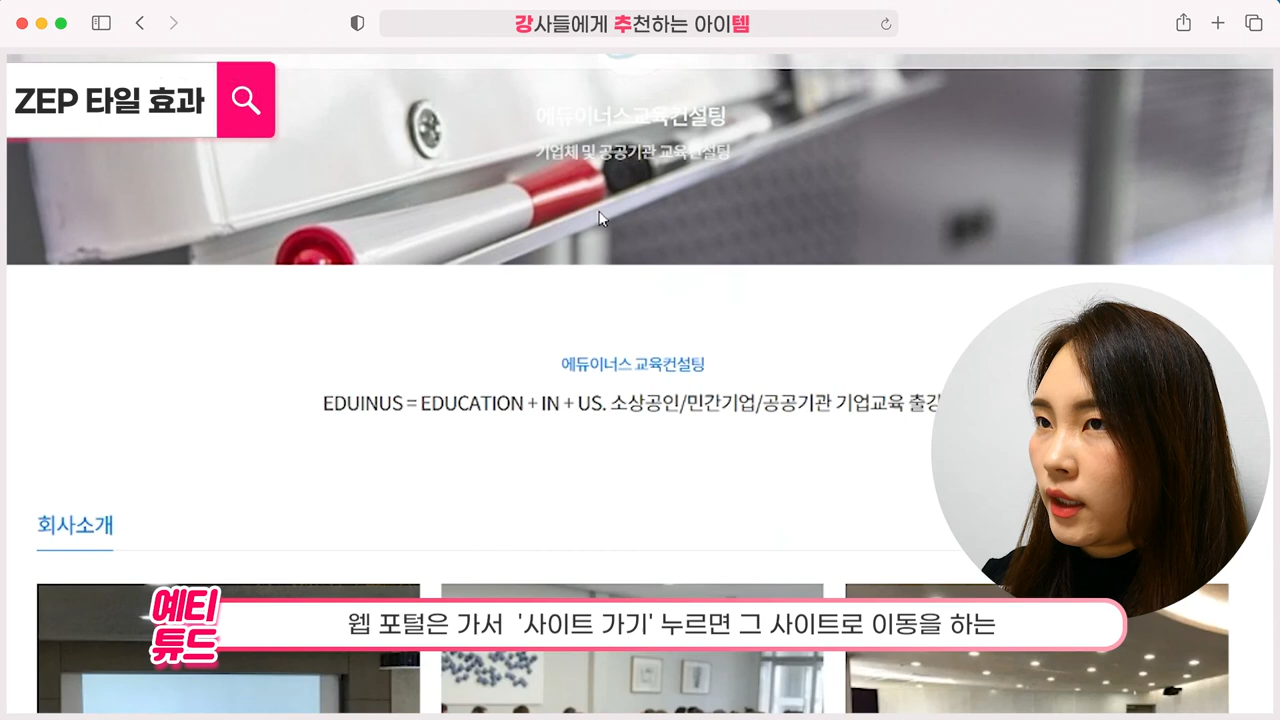 강사들에게 추천하는 아이템
ZEP 타일 효과
에듀이너스교육컨설팅
기업체 및 공공기관 교육컨설팅
에듀이너스 교육컨설팅
EDUINUS = EDUCATION + IN + US. 소상공인/민간기업/공공기관 기업교육 출강
회사소개
예티
튜드
웹 포털은 가서 '사이트 가기' 누르면 그 사이트로 이동을 하는